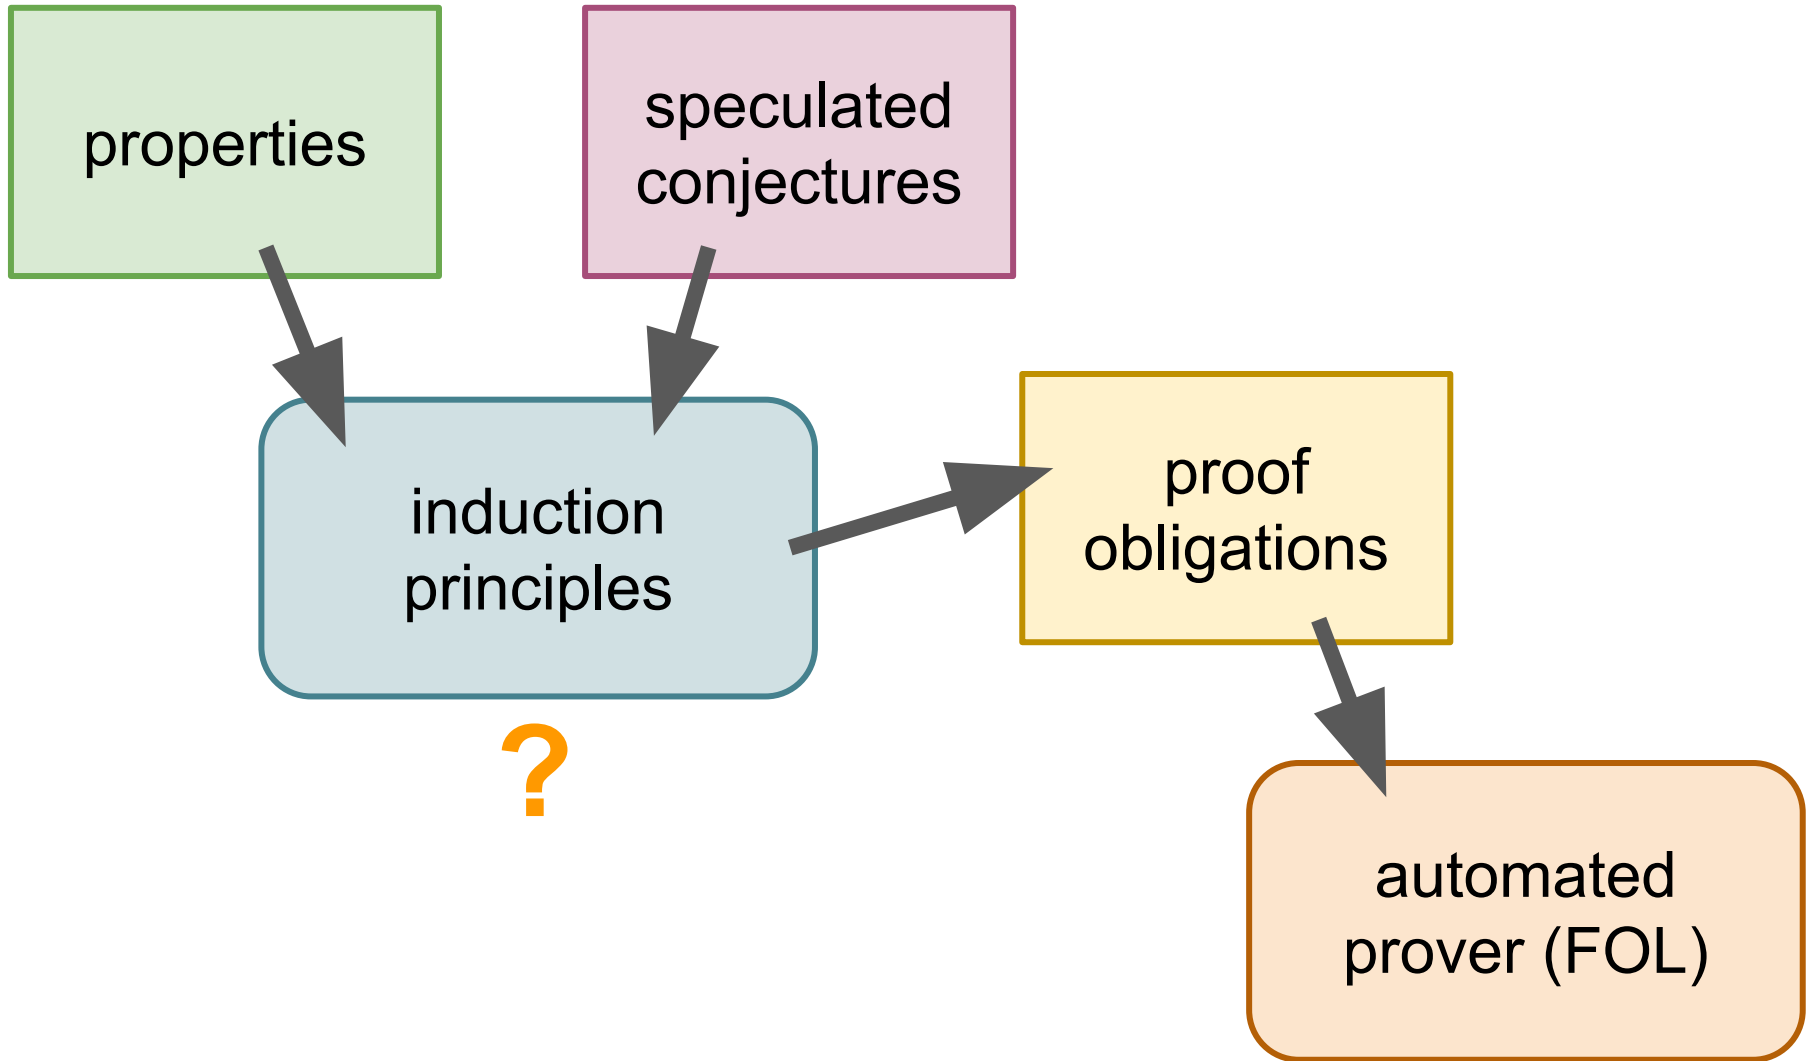 properties
speculated
conjectures
induction
principles
proof
obligations
?
automated
prover (FOL)